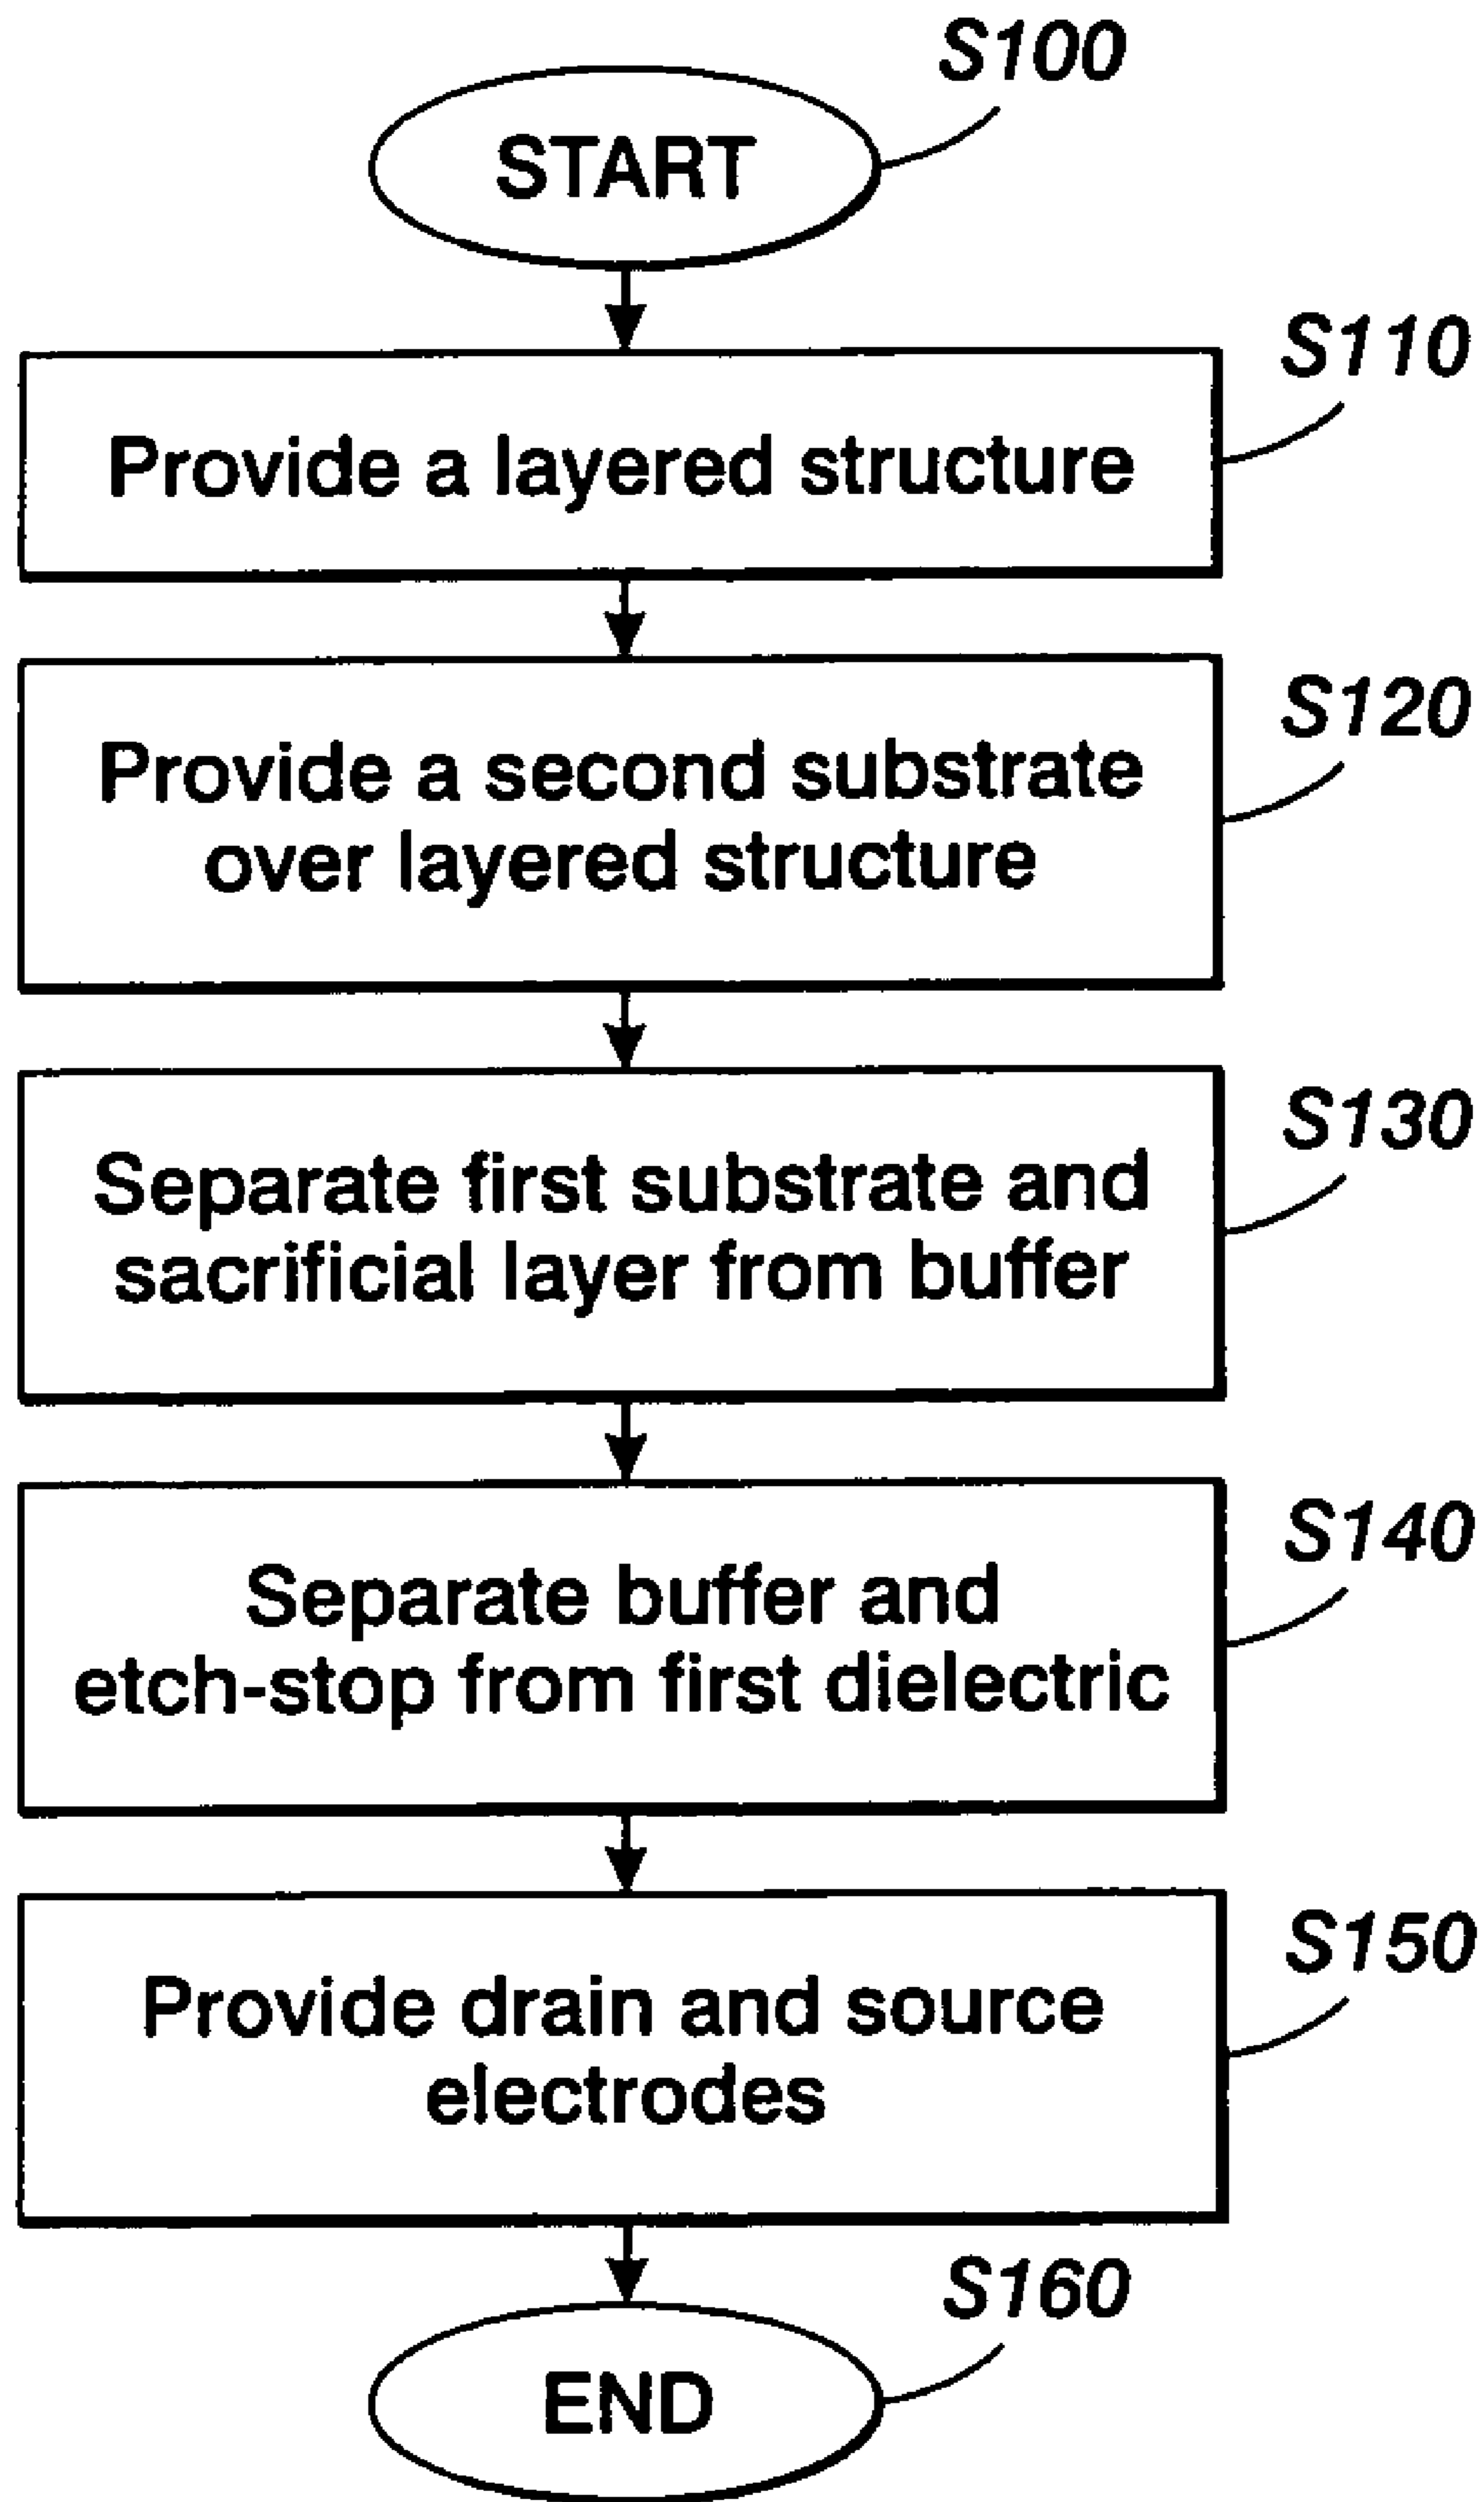 S100
START
S110
Provide a layered structure
S120
Provide a second substrate
over layered structure
S130
Separate first substrate and
sacrificial layer from buffer
S140
Separate buffer and
etch-stop from first dielectric
S150
Provide drain and source
electrodes
S160
END